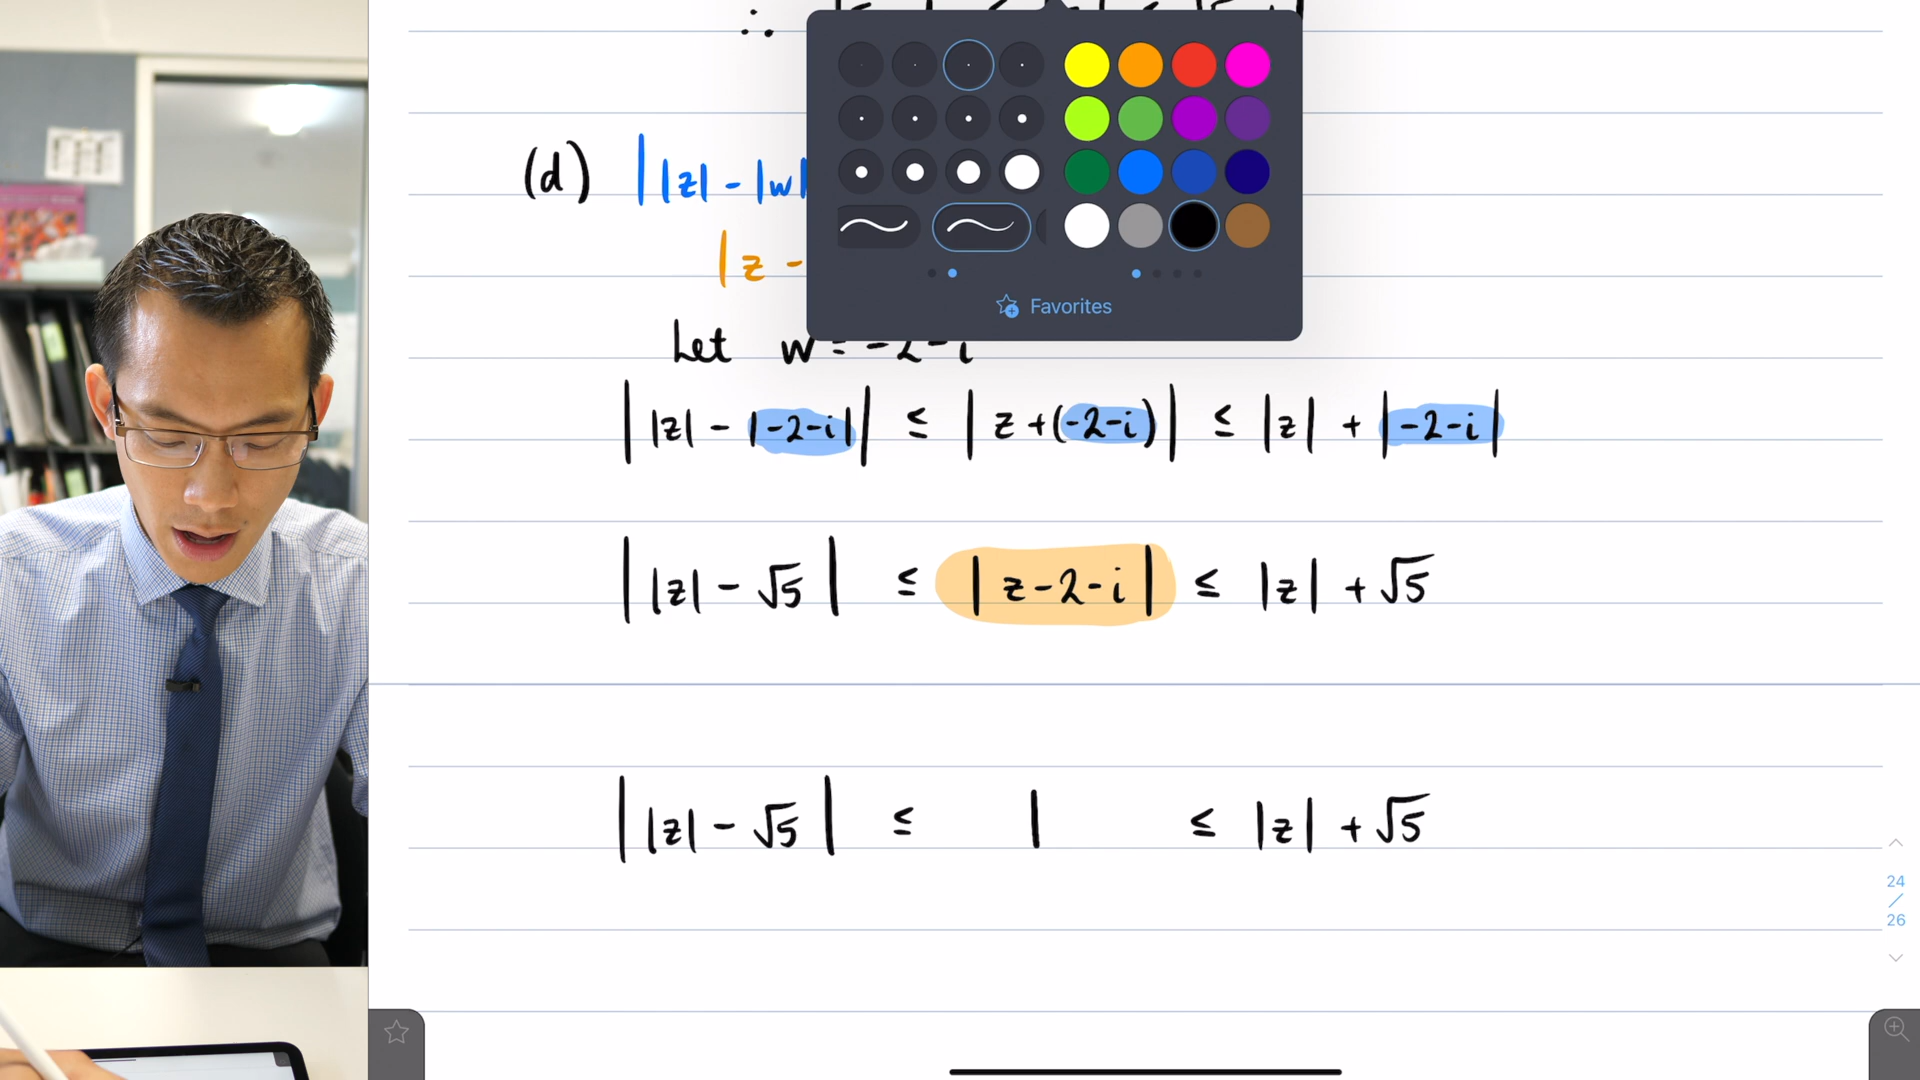 ∴
(d) | |z| - |w|
| z -
Favorites
Let w = -2-i
| |z| - |-2-i| | ≤ | z +(-2-i) | ≤ |z| + |-2-i|
| |z| - √5 | ≤ | z-2-i | ≤ |z| + √5
| |z| - √5 | ≤ | ≤ |z| + √5
24
/
26